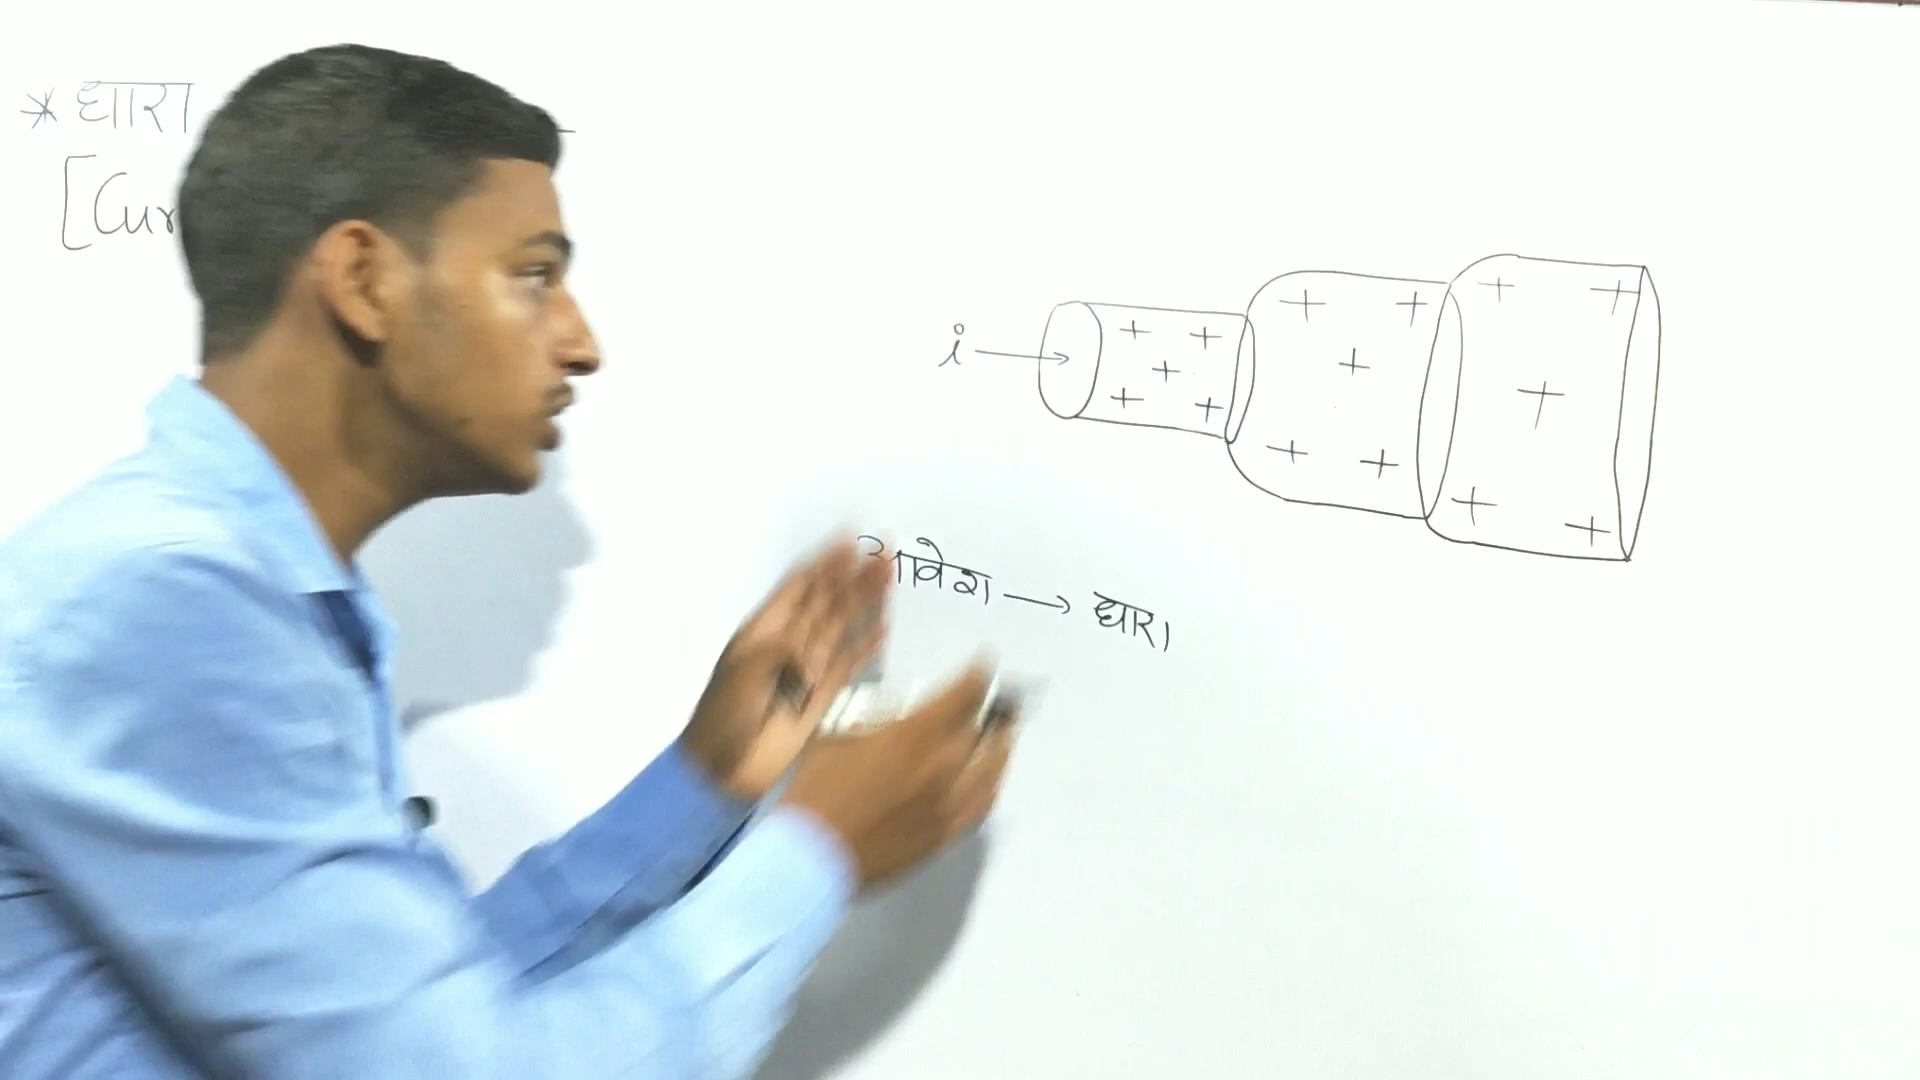 * धारा
[Cur
i →
आवेश → धारा